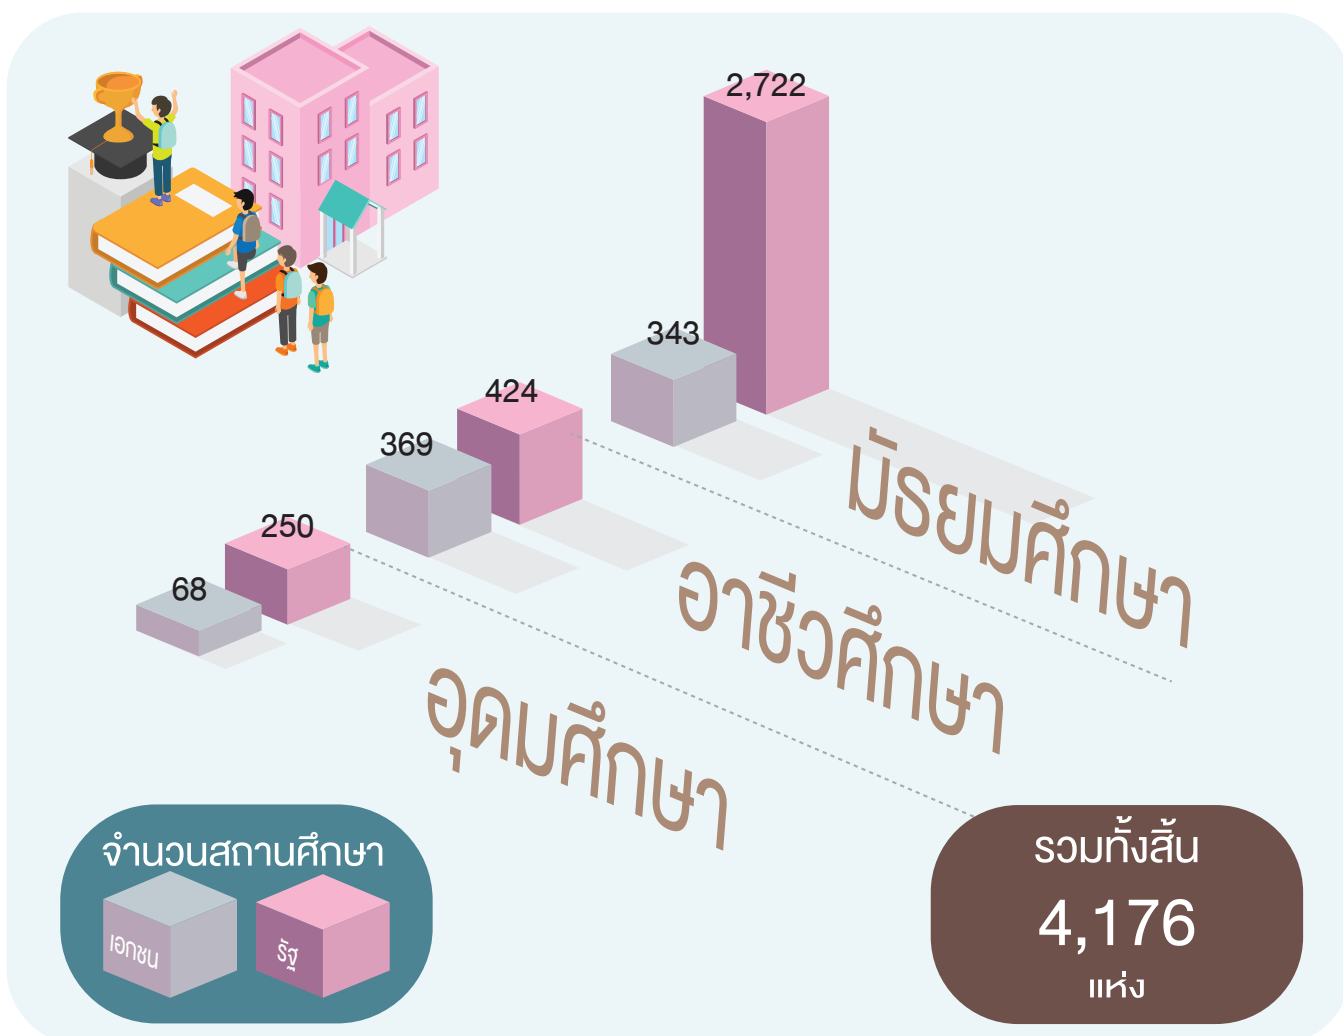 2,722
343
424
369
250
68
มัธยมศึกษา
อาชีวศึกษา
อุดมศึกษา
จำนวนสถานศึกษา
เอกชน
รัฐ
รวมทั้งสิ้น
4,176
แห่ง